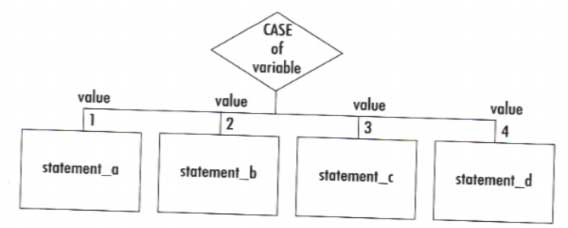 CASE
of
variable
value value value value
1 2 3 4
statement_a statement_b statement_c statement_d